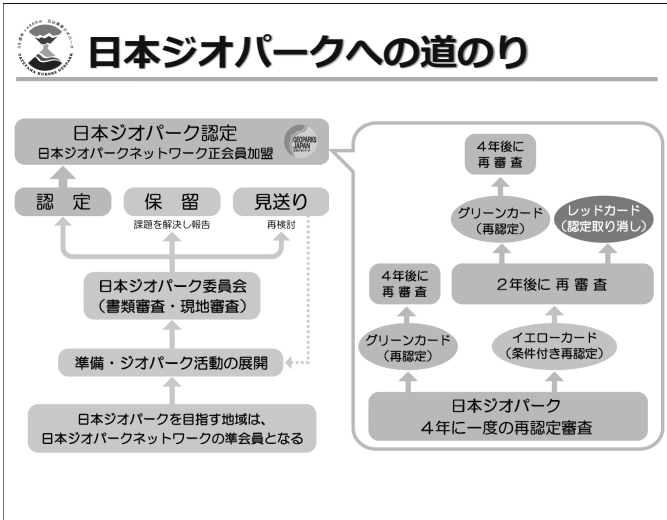 日本ジオパークへの道のり
TATEYAMA KUROBE GEOPARK
日本ジオパーク認定
日本ジオパークネットワーク正会員加盟
GEOPARKS
JAPAN
認 定
保 留
課題を解決し報告
見送り
再検討
日本ジオパーク委員会
(書類審査・現地審査)
準備・ジオパーク活動の展開
日本ジオパークを目指す地域は、
日本ジオパークネットワークの準会員となる
4年後に
再 審 査
グリーンカード
(再認定)
レッドカード
(認定取り消し)
4年後に
再 審 査
2年後に 再 審 査
グリーンカード
(再認定)
イエローカード
(条件付き再認定)
日本ジオパーク
4年に一度の再認定審査